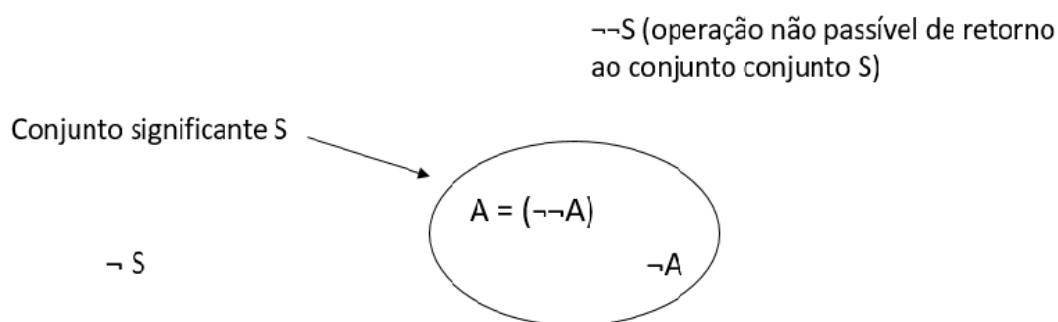 ¬¬S (operação não passível de retorno
ao conjunto conjunto S)
Conjunto significante S
A = (¬¬A)
¬ S
¬A